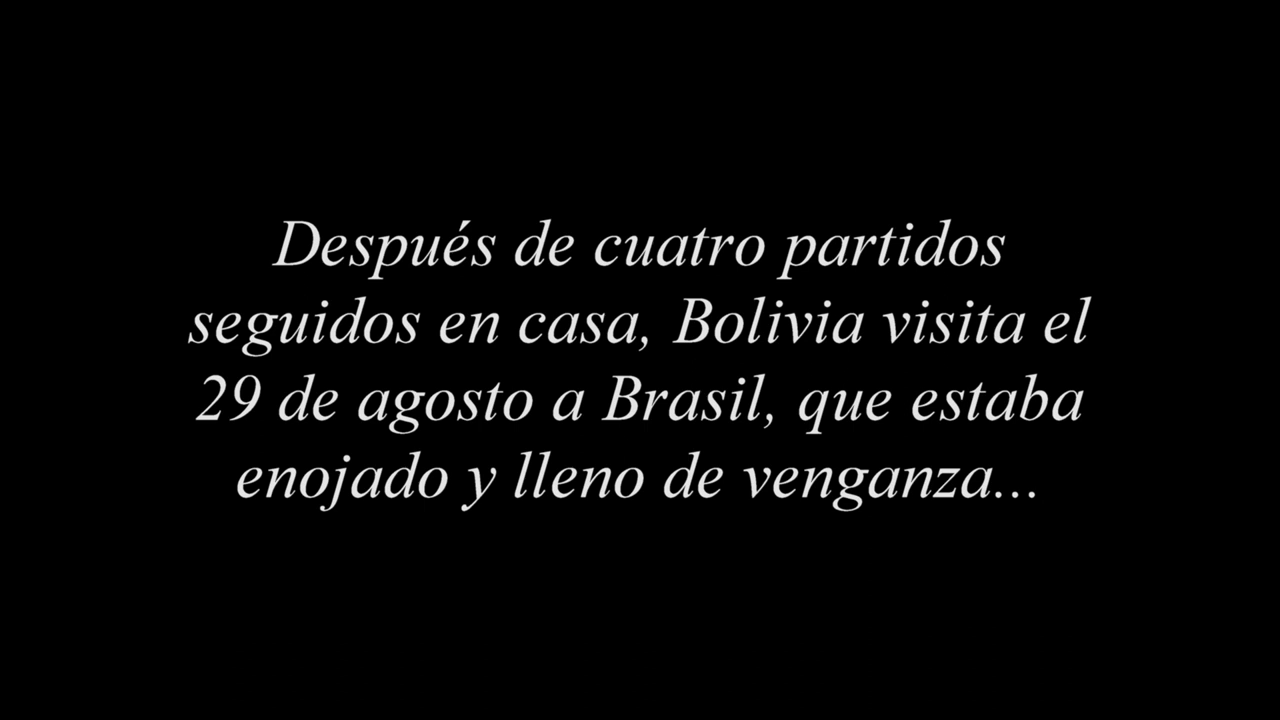 Después de cuatro partidos
seguidos en casa, Bolivia visita el
29 de agosto a Brasil, que estaba
enojado y lleno de venganza...